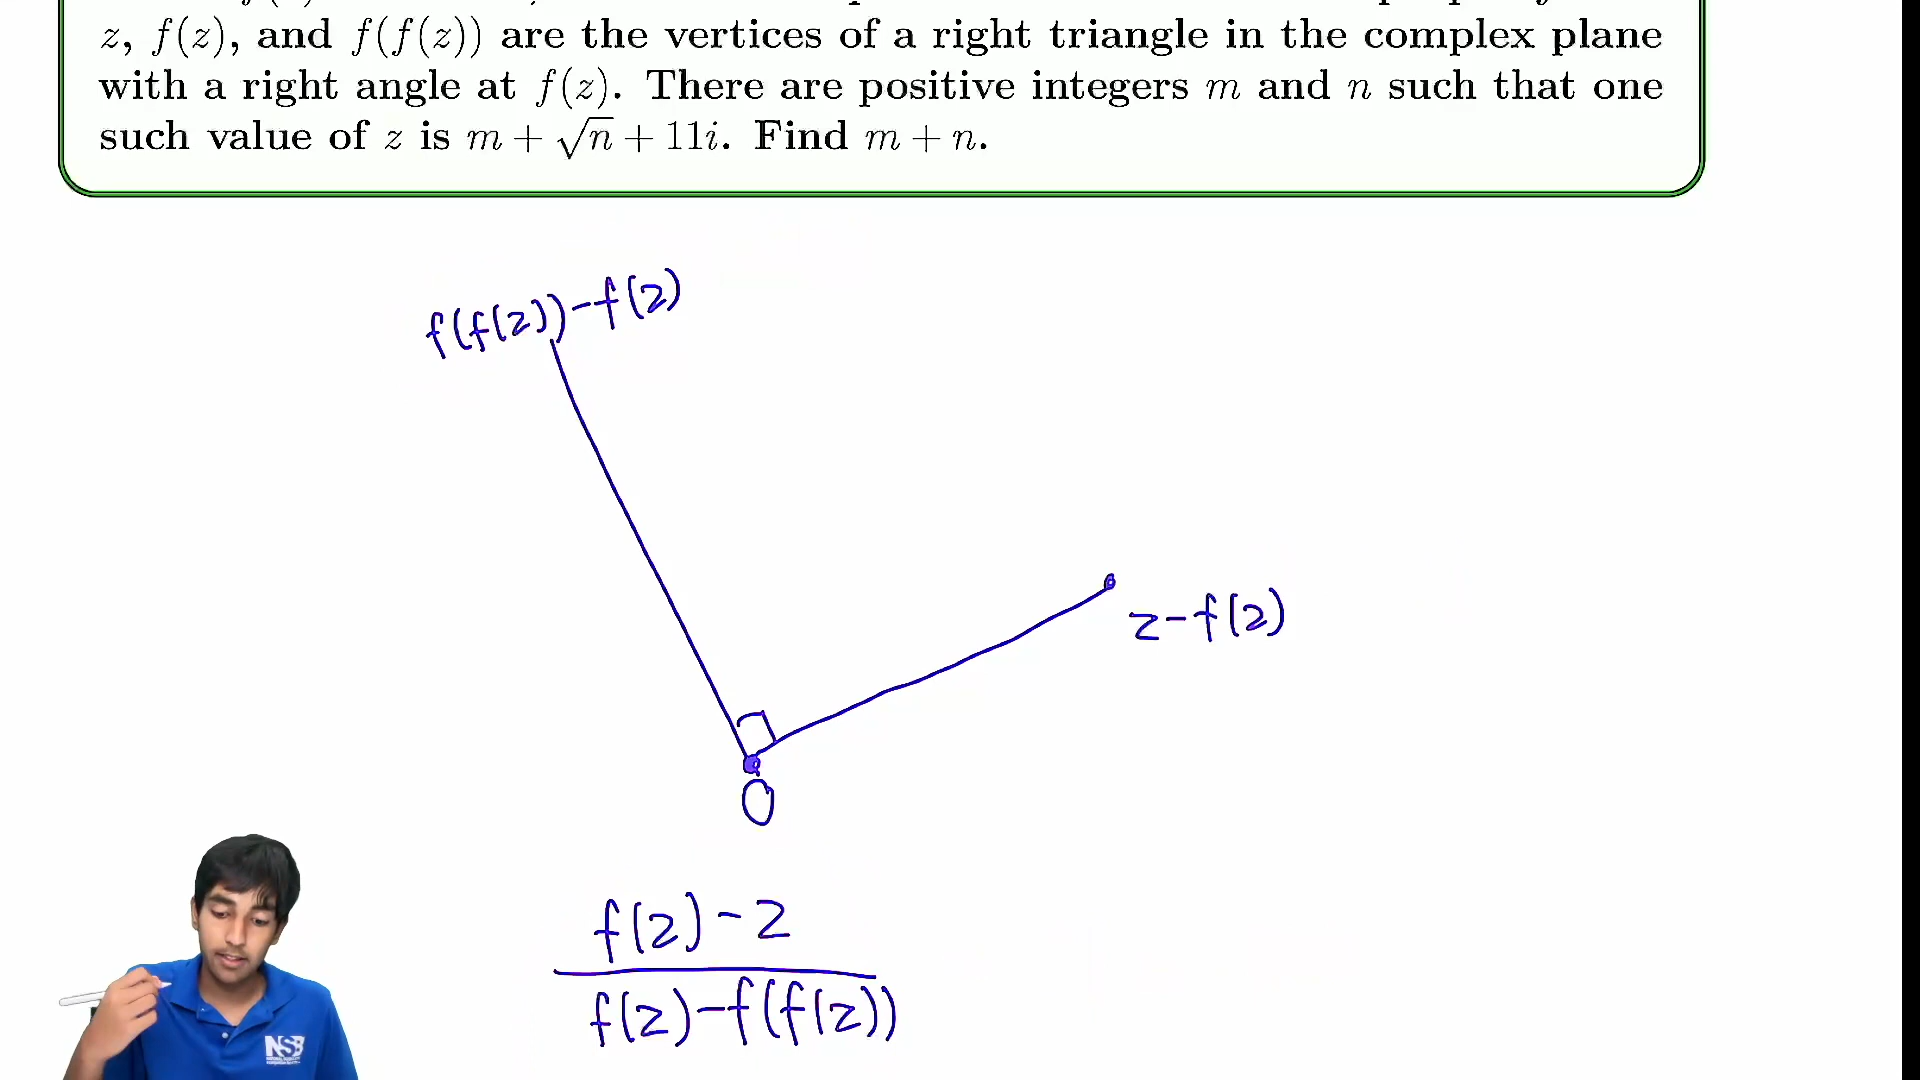 z, f(z), and f(f(z)) are the vertices of a right triangle in the complex plane
with a right angle at f(z). There are positive integers m and n such that one
such value of z is m + √n + 11i. Find m + n.
f(f(z))-f(z)
z-f(z)
0
f(z)-z
f(z)-f(f(z))
NSB